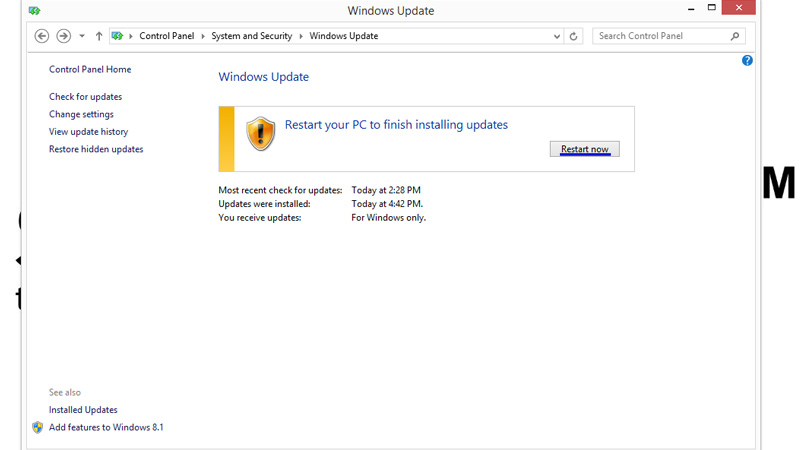 Windows Update
Control Panel System and Security Windows Update
Search Control Panel
Control Panel Home
Check for updates
Change settings
View update history
Restore hidden updates
Windows Update
Restart your PC to finish installing updates
Restart now
Most recent check for updates: Today at 2:28 PM
Updates were installed: Today at 4:42 PM.
You receive updates: For Windows only.
M
See also
Installed Updates
Add features to Windows 8.1